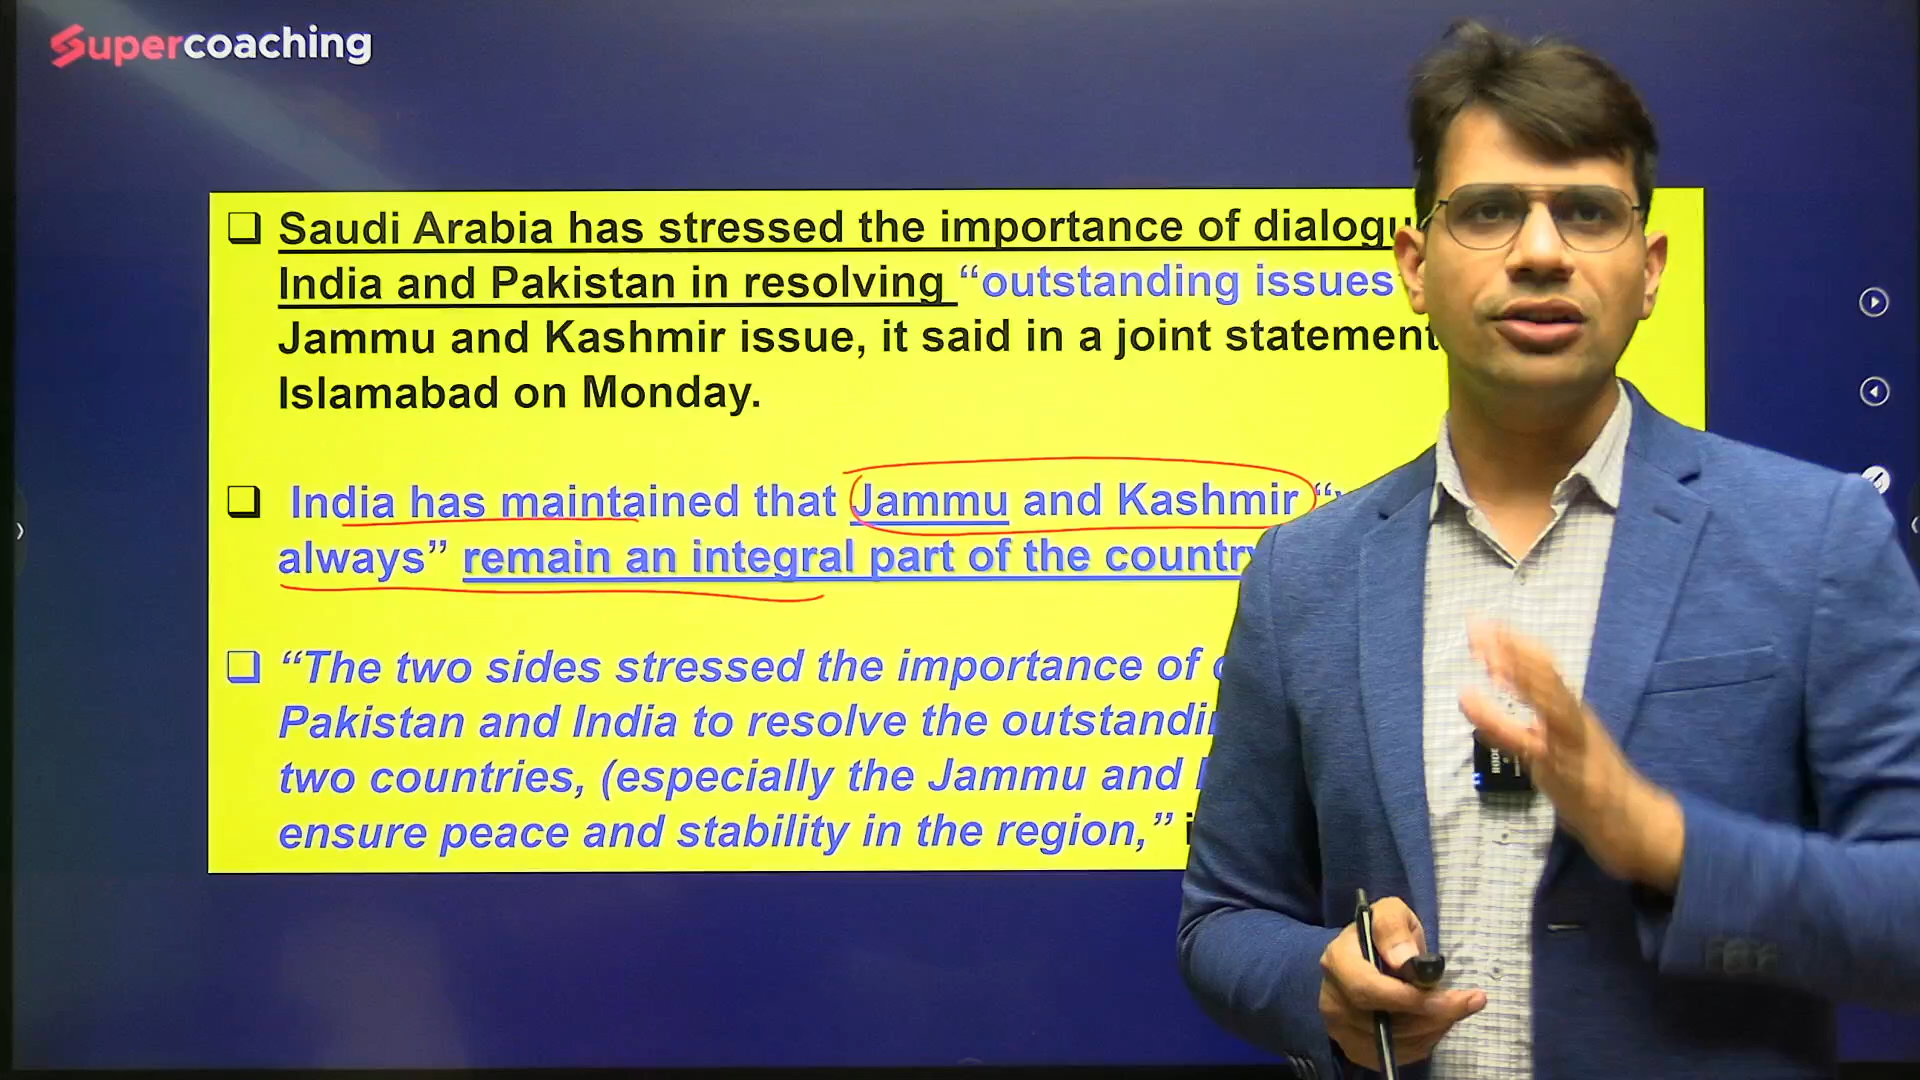 Supercoaching
Saudi Arabia has stressed the importance of
India and Pakistan in resolving “outstanding issues
Jammu and Kashmir issue, it said in a joint statement
Islamabad on Monday.
India has maintained that Jammu and Kashmir
always” remain an integral part of the
“The two sides stressed the importance of
Pakistan and India to resolve the
two countries, (especially the Jammu and
ensure peace and stability in the region,”